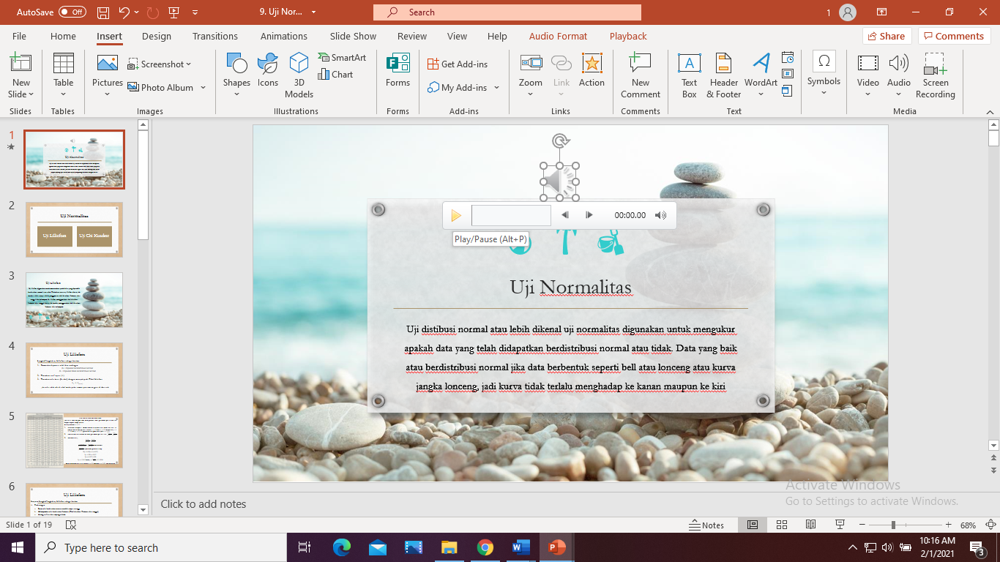 AutoSave Off 9. Uji Nor... Search 1
File Home Insert Design Transitions Animations Slide Show Review View Help Audio Format Playback Share Comments
New Slide Table Pictures Screenshot Photo Album Shapes Icons 3D Models SmartArt Chart Forms Get Add-ins My Add-ins Zoom Link Action New Comment Text Box Header & Footer WordArt Symbols Video Audio Screen Recording
Slides Tables Images Illustrations Forms Add-ins Links Comments Text Media
1
2
Uji Normalitas
Uji Liliefors Uji Chi Kuadrat
3
4
Uji Liliefors
5
6
Uji Liliefors
00:00.00
Play/Pause (Alt+P)
Uji Normalitas
Uji distibusi normal atau lebih dikenal uji normalitas digunakan untuk mengukur
apakah data yang telah didapatkan berdistribusi normal atau tidak. Data yang baik
atau berdistribusi normal jika data berbentuk seperti bell atau lonceng atau kurva
jangka lonceng, jadi kurva tidak terlalu menghadap ke kanan maupun ke kiri
Activate Windows
Go to Settings to activate Windows.
Click to add notes
Slide 1 of 19 Notes 68%
Type here to search
10:16 AM
2/1/2021
3